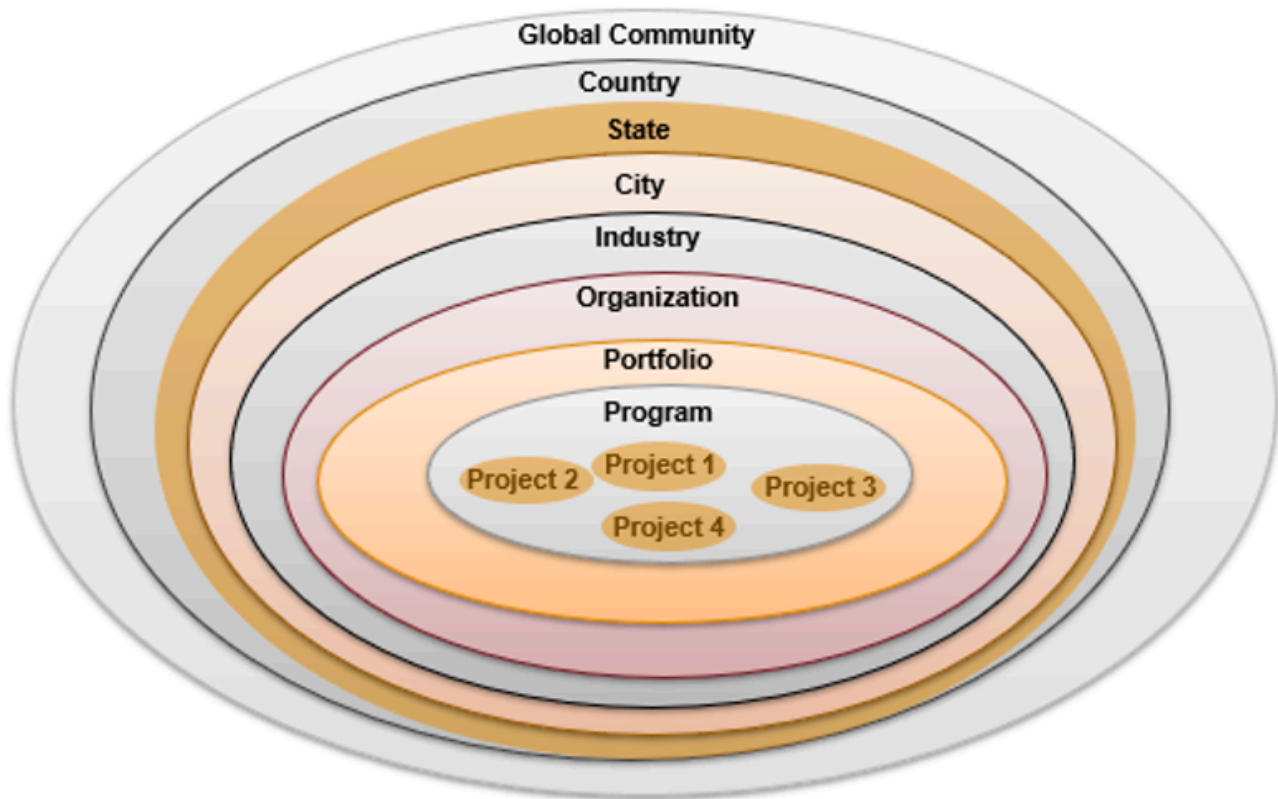 Global Community
Country
State
City
Industry
Organization
Portfolio
Program
Project 1
Project 2
Project 3
Project 4